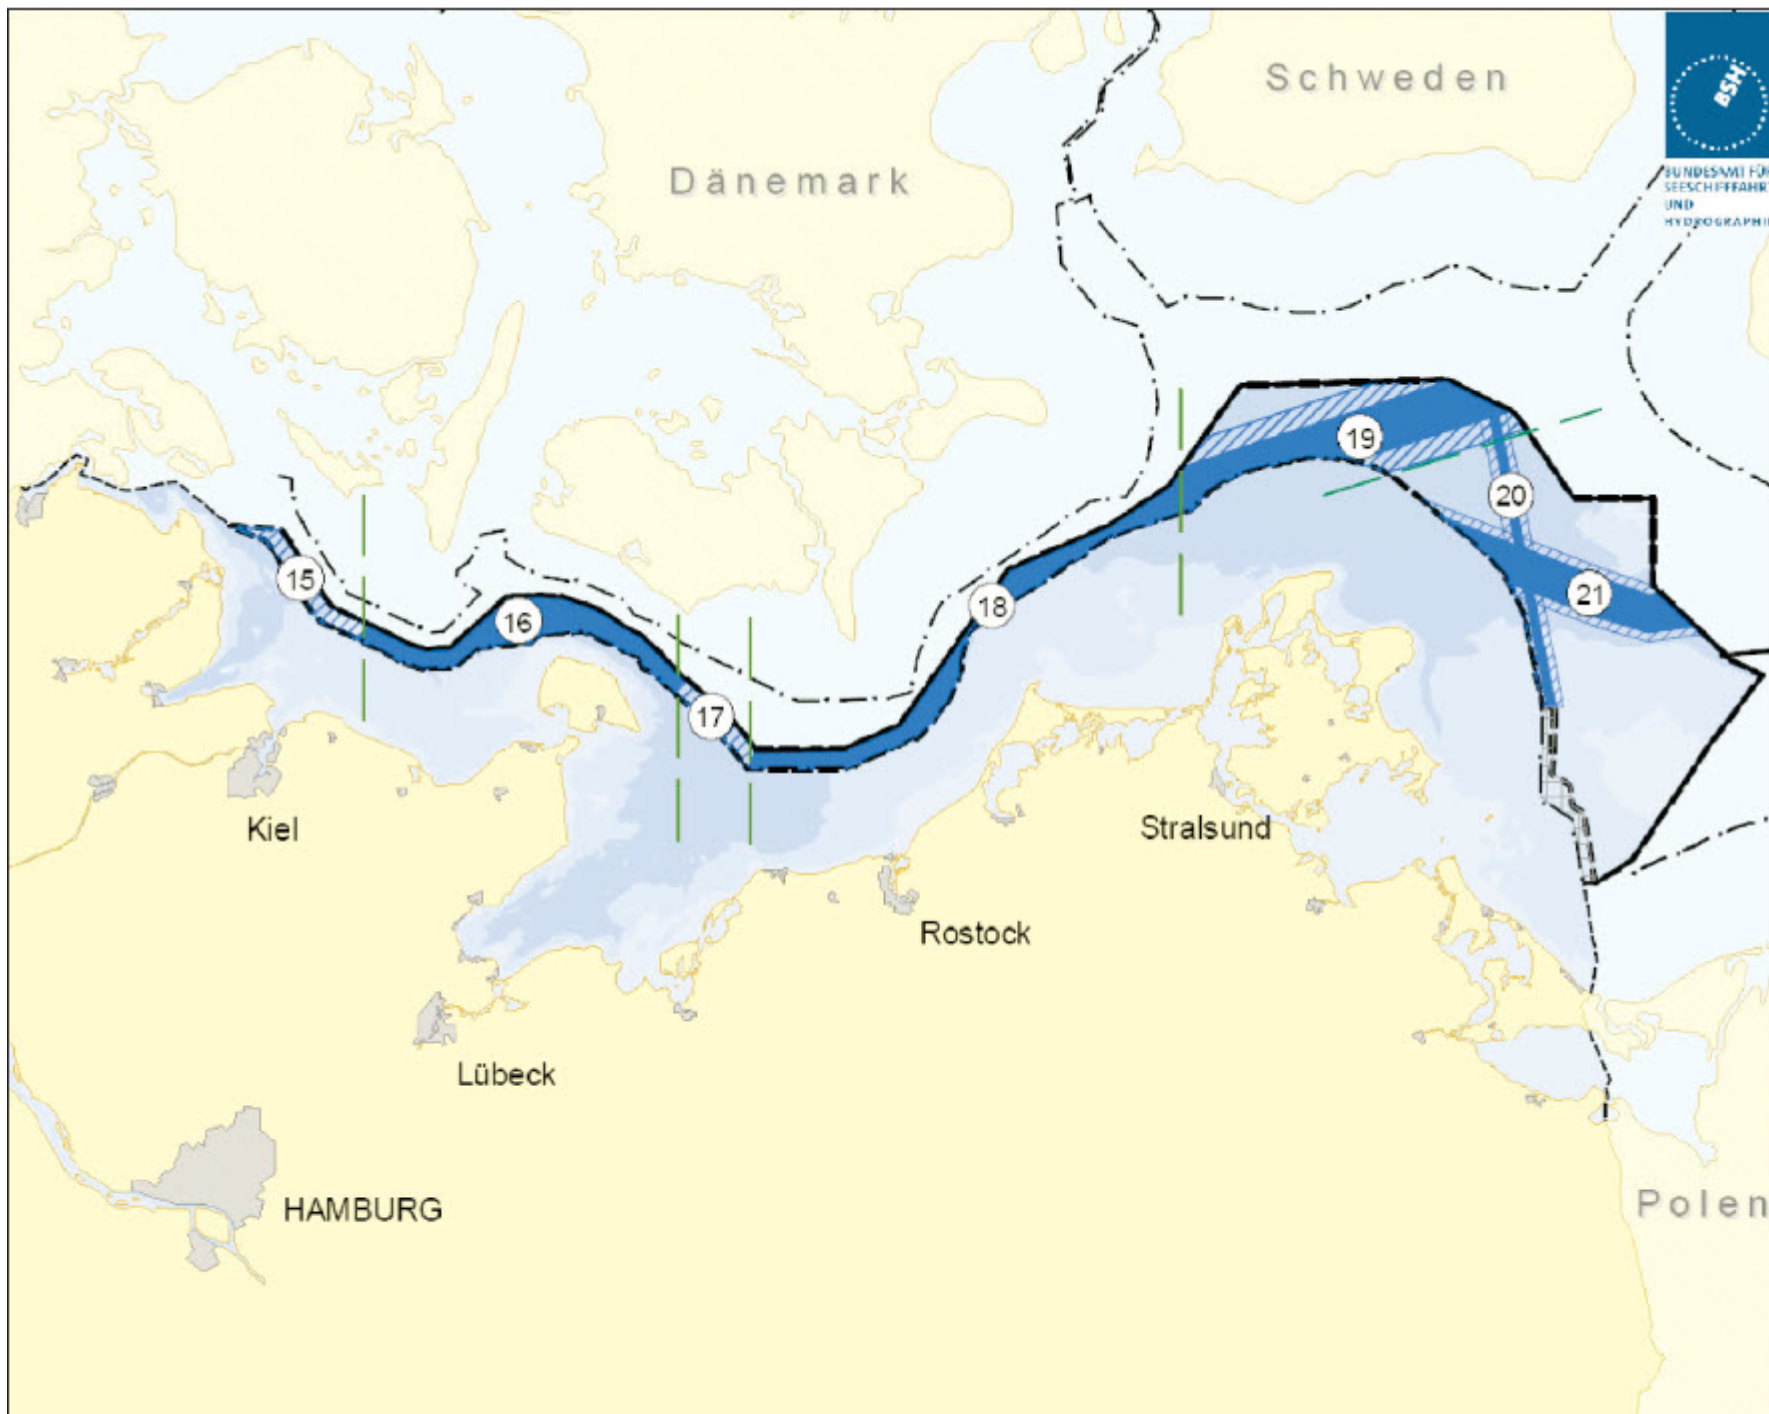 Schweden
BSH
BUNDESAMT FÜR
SEESCHIFFFAHRT
UND
HYDROGRAPHIE
Dänemark
19
20
15
21
18
16
17
Kiel
Stralsund
Rostock
Lübeck
HAMBURG
Polen